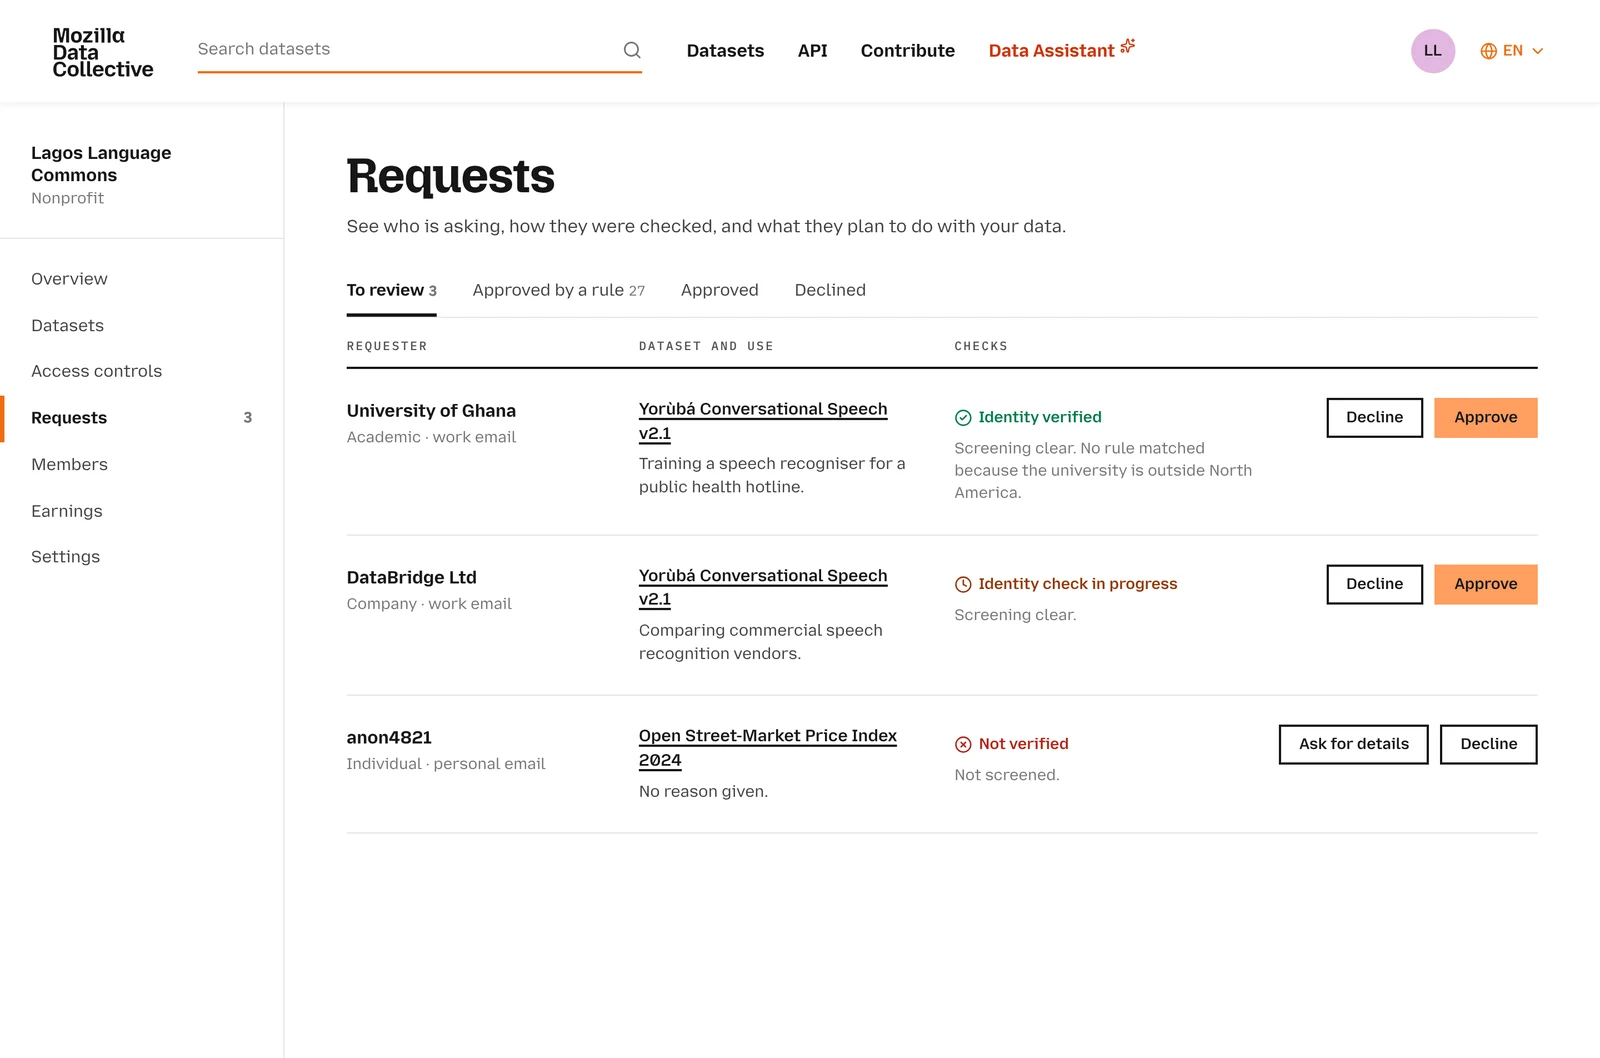 Mozilla
Data
Collective
Search datasets
Datasets
API
Contribute
Data Assistant
LL
EN
Lagos Language
Commons
Nonprofit
Overview
Datasets
Access controls
Requests 3
Members
Earnings
Settings
Requests
See who is asking, how they were checked, and what they plan to do with your data.
To review 3
Approved by a rule 27
Approved
Declined
REQUESTER
DATASET AND USE
CHECKS
University of Ghana
Academic · work email
Yorùbá Conversational Speech
v2.1
Training a speech recogniser for a
public health hotline.
Identity verified
Screening clear. No rule matched
because the university is outside North
America.
Decline
Approve
DataBridge Ltd
Company · work email
Yorùbá Conversational Speech
v2.1
Comparing commercial speech
recognition vendors.
Identity check in progress
Screening clear.
Decline
Approve
anon4821
Individual · personal email
Open Street-Market Price Index
2024
No reason given.
Not verified
Not screened.
Ask for details
Decline